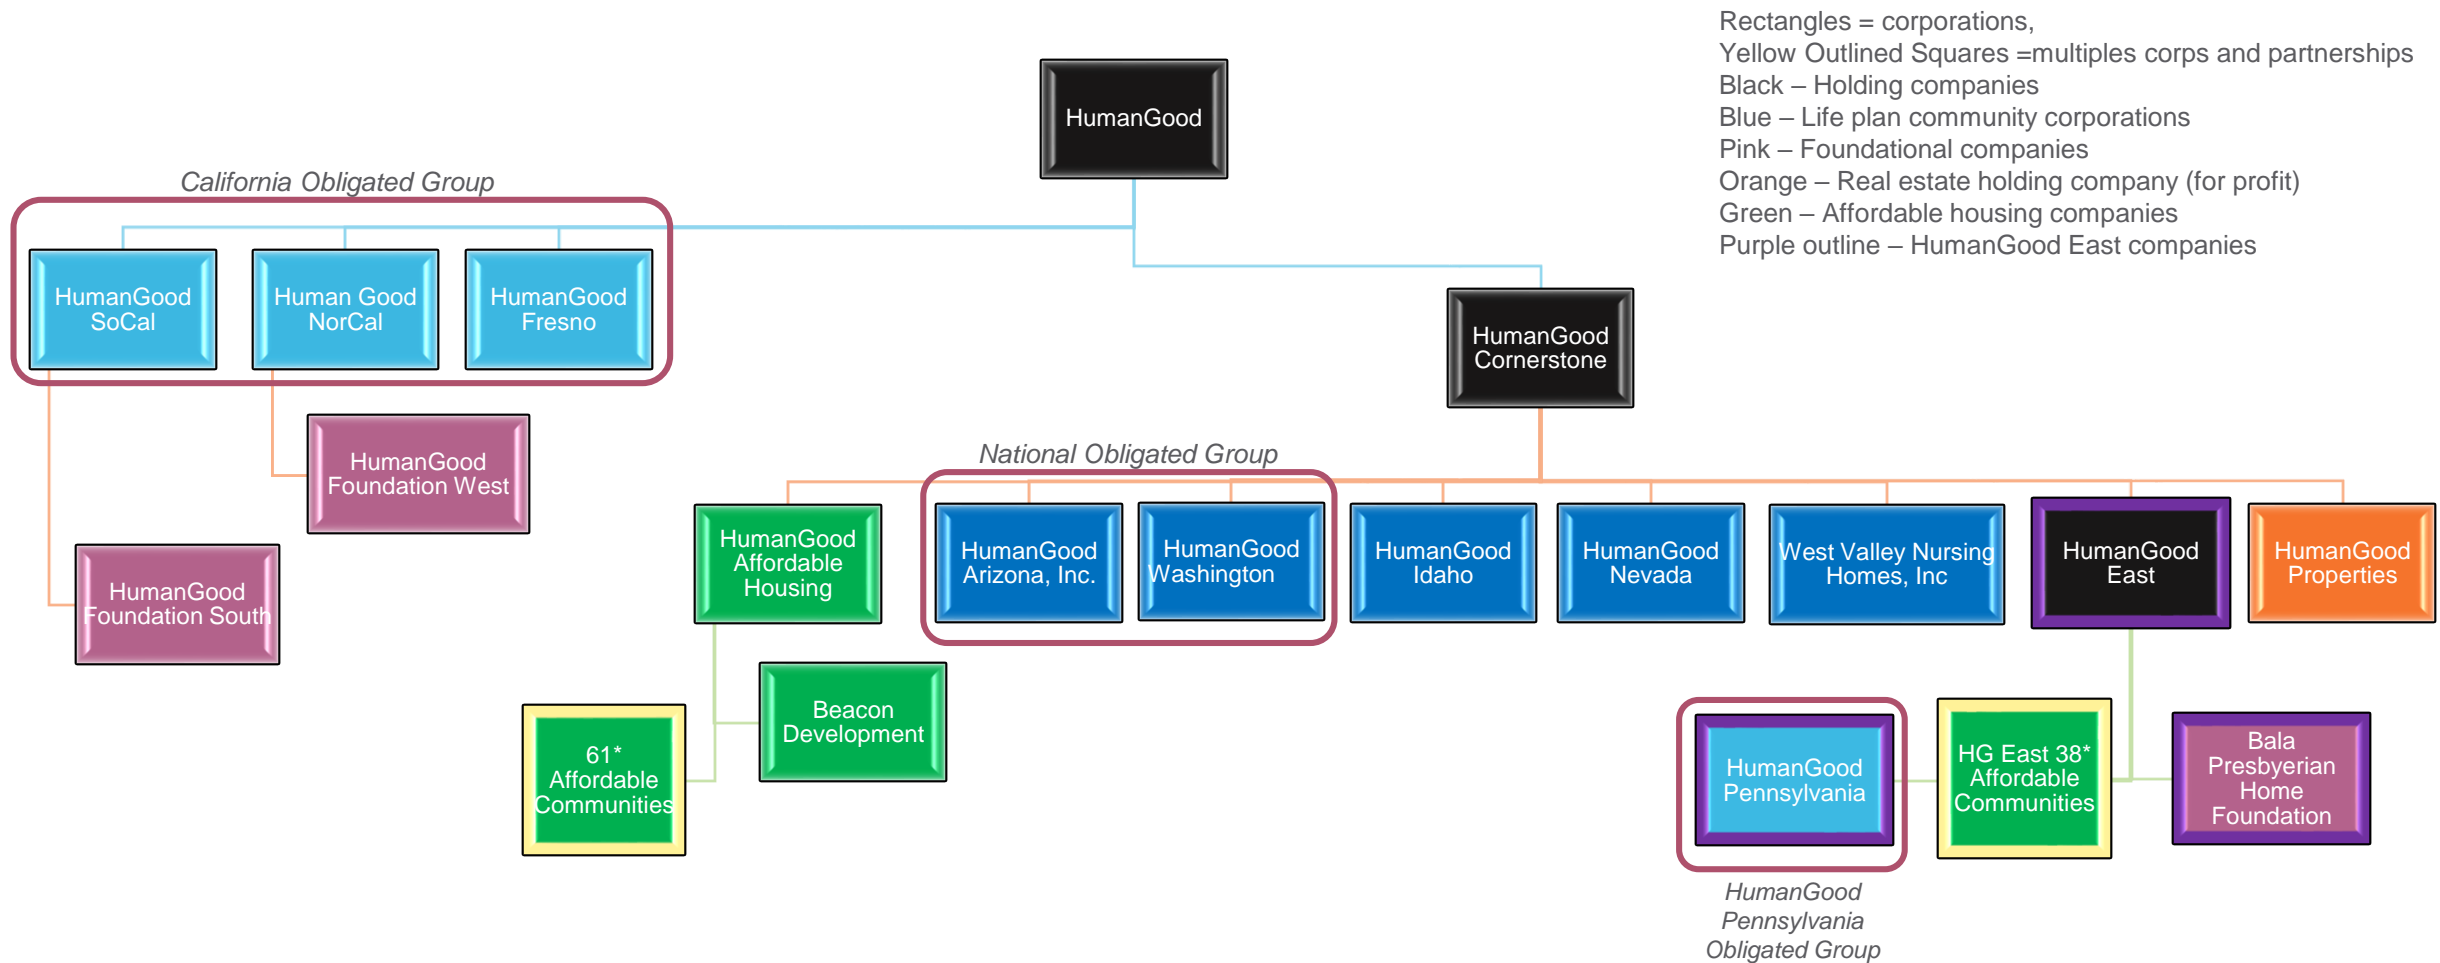 Rectangles = corporations,
Yellow Outlined Squares =multiples corps and partnerships
Black – Holding companies
Blue – Life plan community corporations
Pink – Foundational companies
Orange – Real estate holding company (for profit)
Green – Affordable housing companies
Purple outline – HumanGood East companies
HumanGood
California Obligated Group
HumanGood
SoCal
Human Good
NorCal
HumanGood
Fresno
HumanGood
Cornerstone
HumanGood
Foundation West
HumanGood
Foundation South
National Obligated Group
HumanGood
Affordable
Housing
HumanGood
Arizona, Inc.
HumanGood
Washington
HumanGood
Idaho
HumanGood
Nevada
West Valley Nursing
Homes, Inc
HumanGood
East
HumanGood
Properties
61*
Affordable
Communities
Beacon
Development
HumanGood
Pennsylvania
HG East 38*
Affordable
Communities
Bala
Presbyerian
Home
Foundation
HumanGood
Pennsylvania
Obligated Group